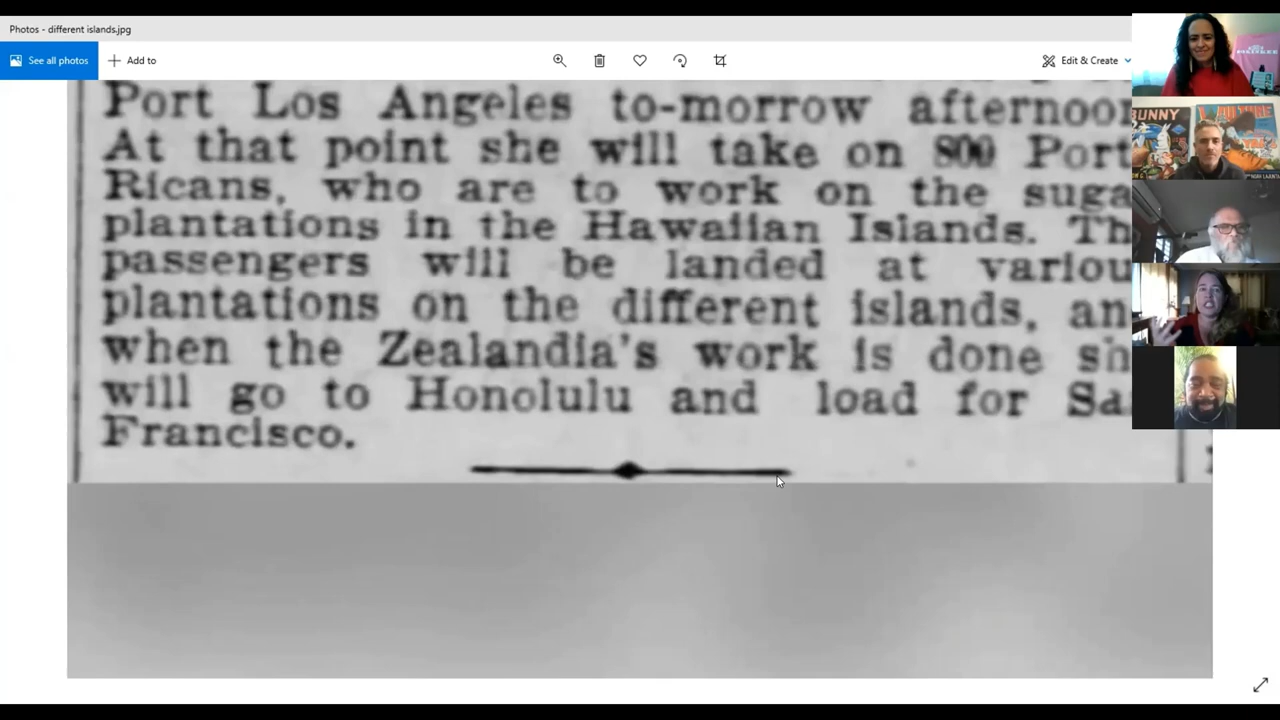 Photos - different islands.jpg
See all photos
Add to
Edit & Create
Port Los Angeles to-morrow afternoon
At that point she will take on 800 Port
Ricans, who are to work on the suga
plantations in the Hawaiian Islands. Th
passengers will be landed at variou
plantations on the different islands, an
when the Zealandia's work is done sh
will go to Honolulu and load for Sa
Francisco.
BUNNY